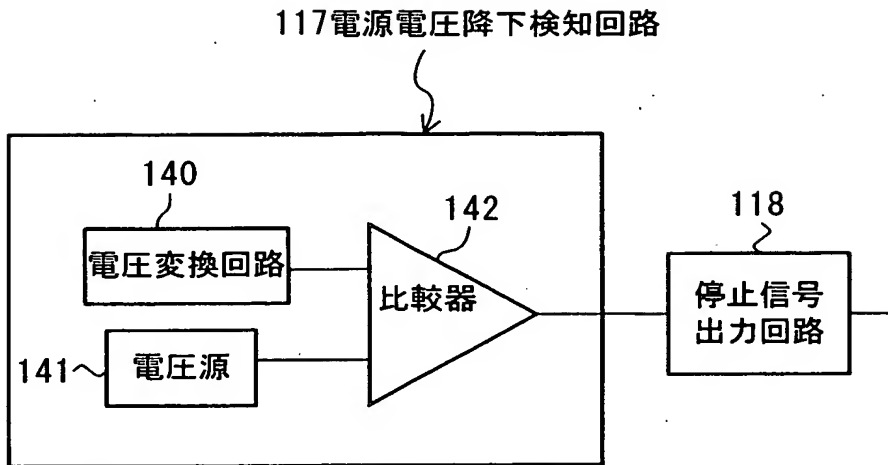 117電源電圧降下検知回路
140
142
118
電圧変換回路
比較器
停止信号
出力回路
141
電圧源